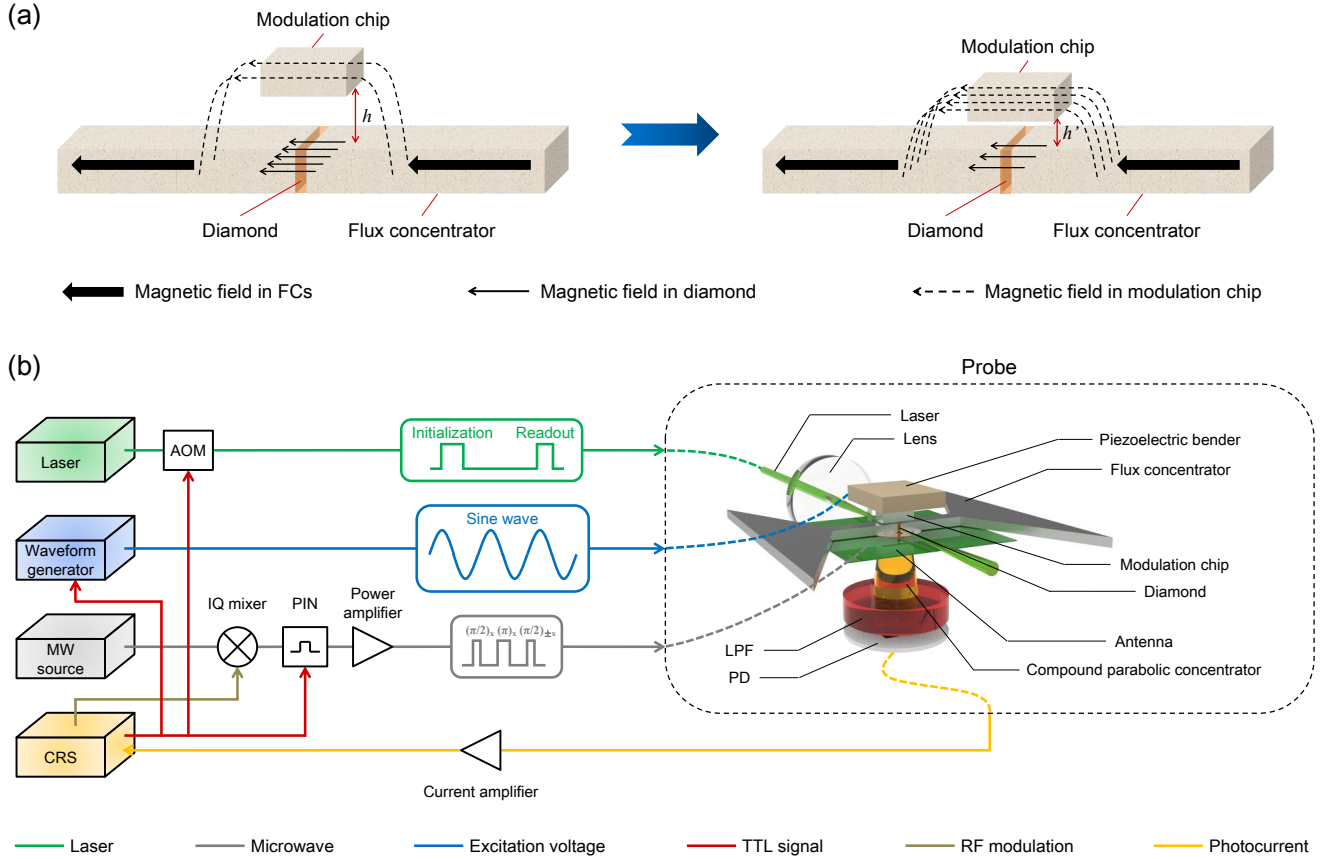 (a)
Modulation chip
h
Diamond
Flux concentrator
Modulation chip
h'
Diamond
Flux concentrator
Magnetic field in FCs
Magnetic field in diamond
Magnetic field in modulation chip
(b)
Probe
Laser
AOM
Initialization
Readout
Laser
Lens
Piezoelectric bender
Flux concentrator
Waveform
generator
Sine wave
Modulation chip
Diamond
Antenna
Compound parabolic concentrator
LPF
PD
MW
source
IQ mixer
PIN
Power
amplifier
(π/2)ₓ (π)ₓ (π/2)±ₓ
CRS
Current amplifier
Laser
Microwave
Excitation voltage
TTL signal
RF modulation
Photocurrent